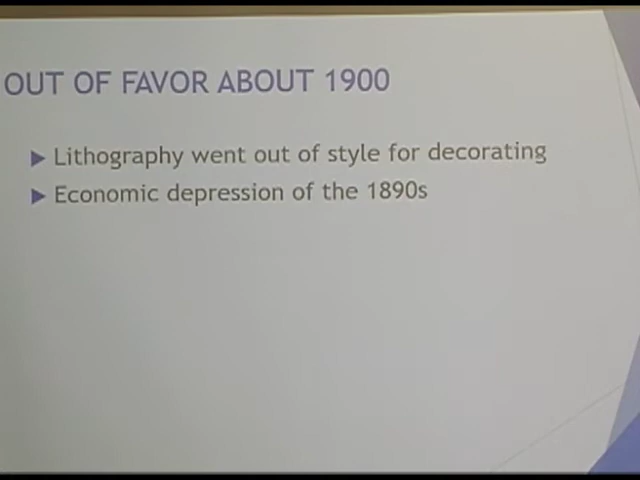 OUT OF FAVOR ABOUT 1900
Lithography went out of style for decorating
Economic depression of the 1890s